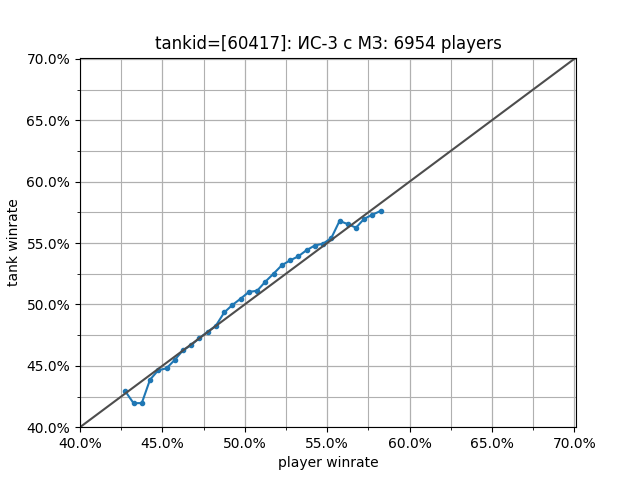 tankid=[60417]: ИС-3 с МЗ: 6954 players
70.0%
65.0%
60.0%
55.0%
50.0%
45.0%
40.0%
tank winrate
40.0% 45.0% 50.0% 55.0% 60.0% 65.0% 70.0%
player winrate